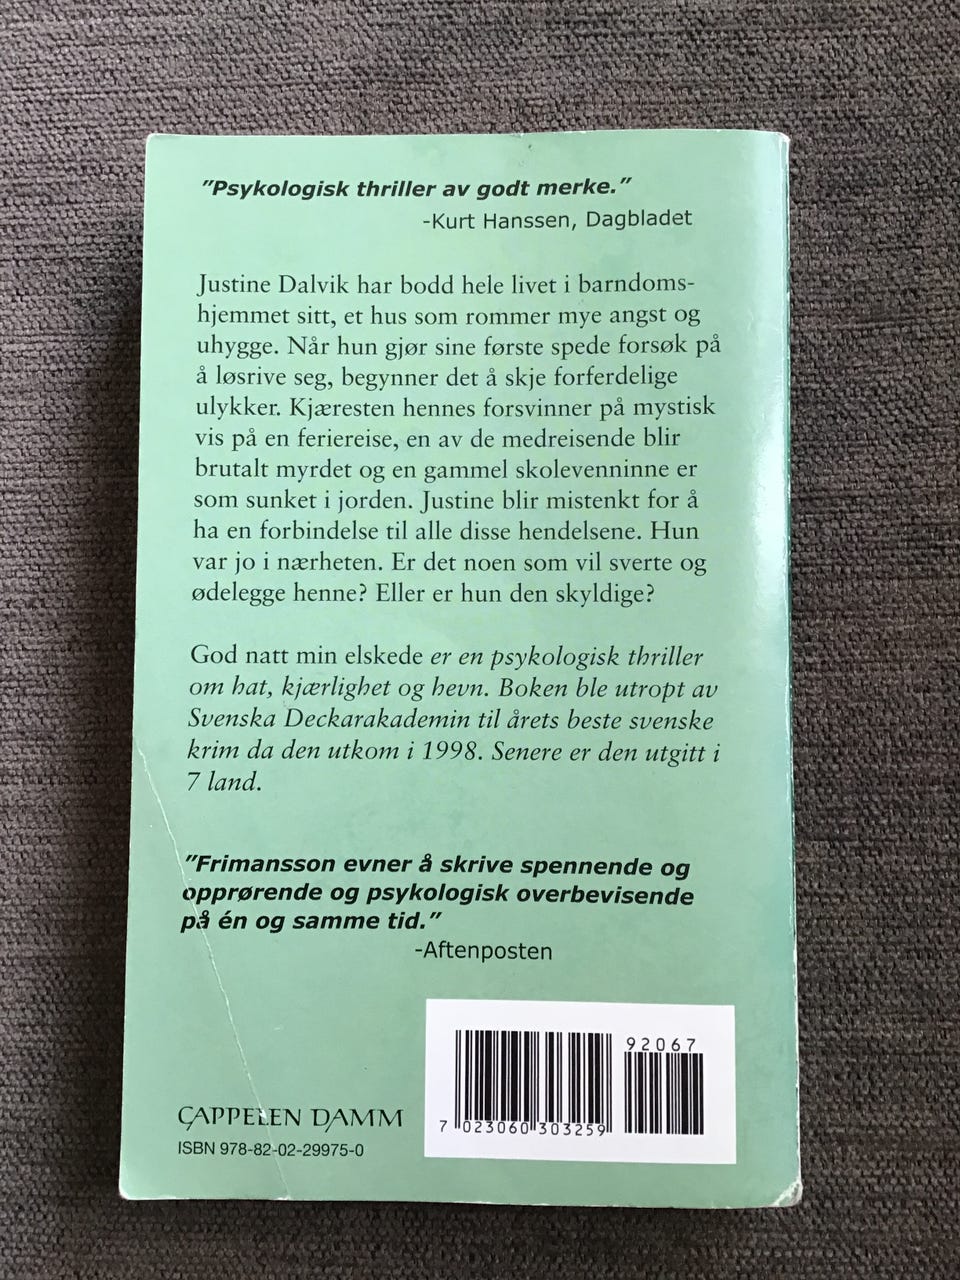 ”Psykologisk thriller av godt merke.”
-Kurt Hanssen, Dagbladet
Justine Dalvik har bodd hele livet i barndoms-
hjemmet sitt, et hus som rommer mye angst og
uhygge. Når hun gjør sine første spede forsøk på
å løsrive seg, begynner det å skje forferdelige
ulykker. Kjæresten hennes forsvinner på mystisk
vis på en feriereise, en av de medreisende blir
brutalt myrdet og en gammel skolevenninne er
som sunket i jorden. Justine blir mistenkt for å
ha en forbindelse til alle disse hendelsene. Hun
var jo i nærheten. Er det noen som vil sverte og
ødelegge henne? Eller er hun den skyldige?
God natt min elskede er en psykologisk thriller
om hat, kjærlighet og hevn. Boken ble utropt av
Svenska Deckarakademin til årets beste svenske
krim da den utkom i 1998. Senere er den utgitt i
7 land.
”Frimansson evner å skrive spennende og
opprørende og psykologisk overbevisende
på én og samme tid.”
-Aftenposten
92067
7 023060 303259
CAPPELEN DAMM
ISBN 978-82-02-29975-0